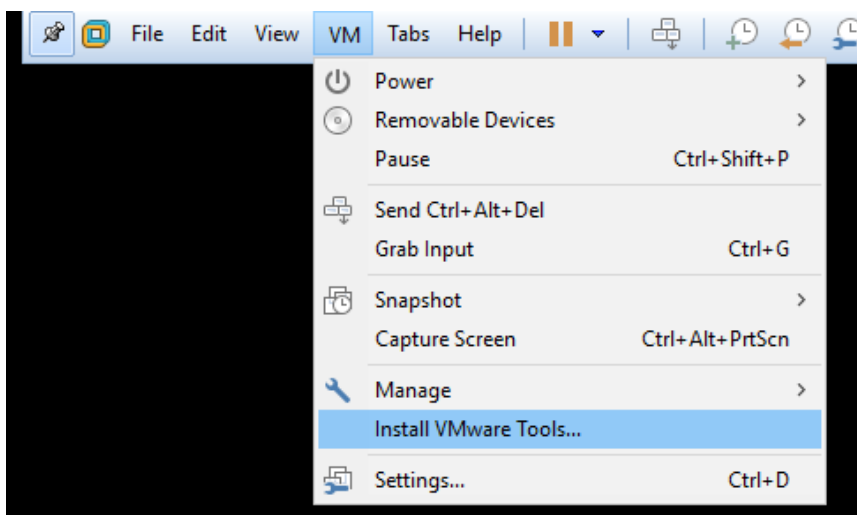 File Edit View VM Tabs Help
Power
Removable Devices
Pause Ctrl+Shift+P
Send Ctrl+Alt+Del
Grab Input Ctrl+G
Snapshot
Capture Screen Ctrl+Alt+PrtScn
Manage
Install VMware Tools...
Settings... Ctrl+D